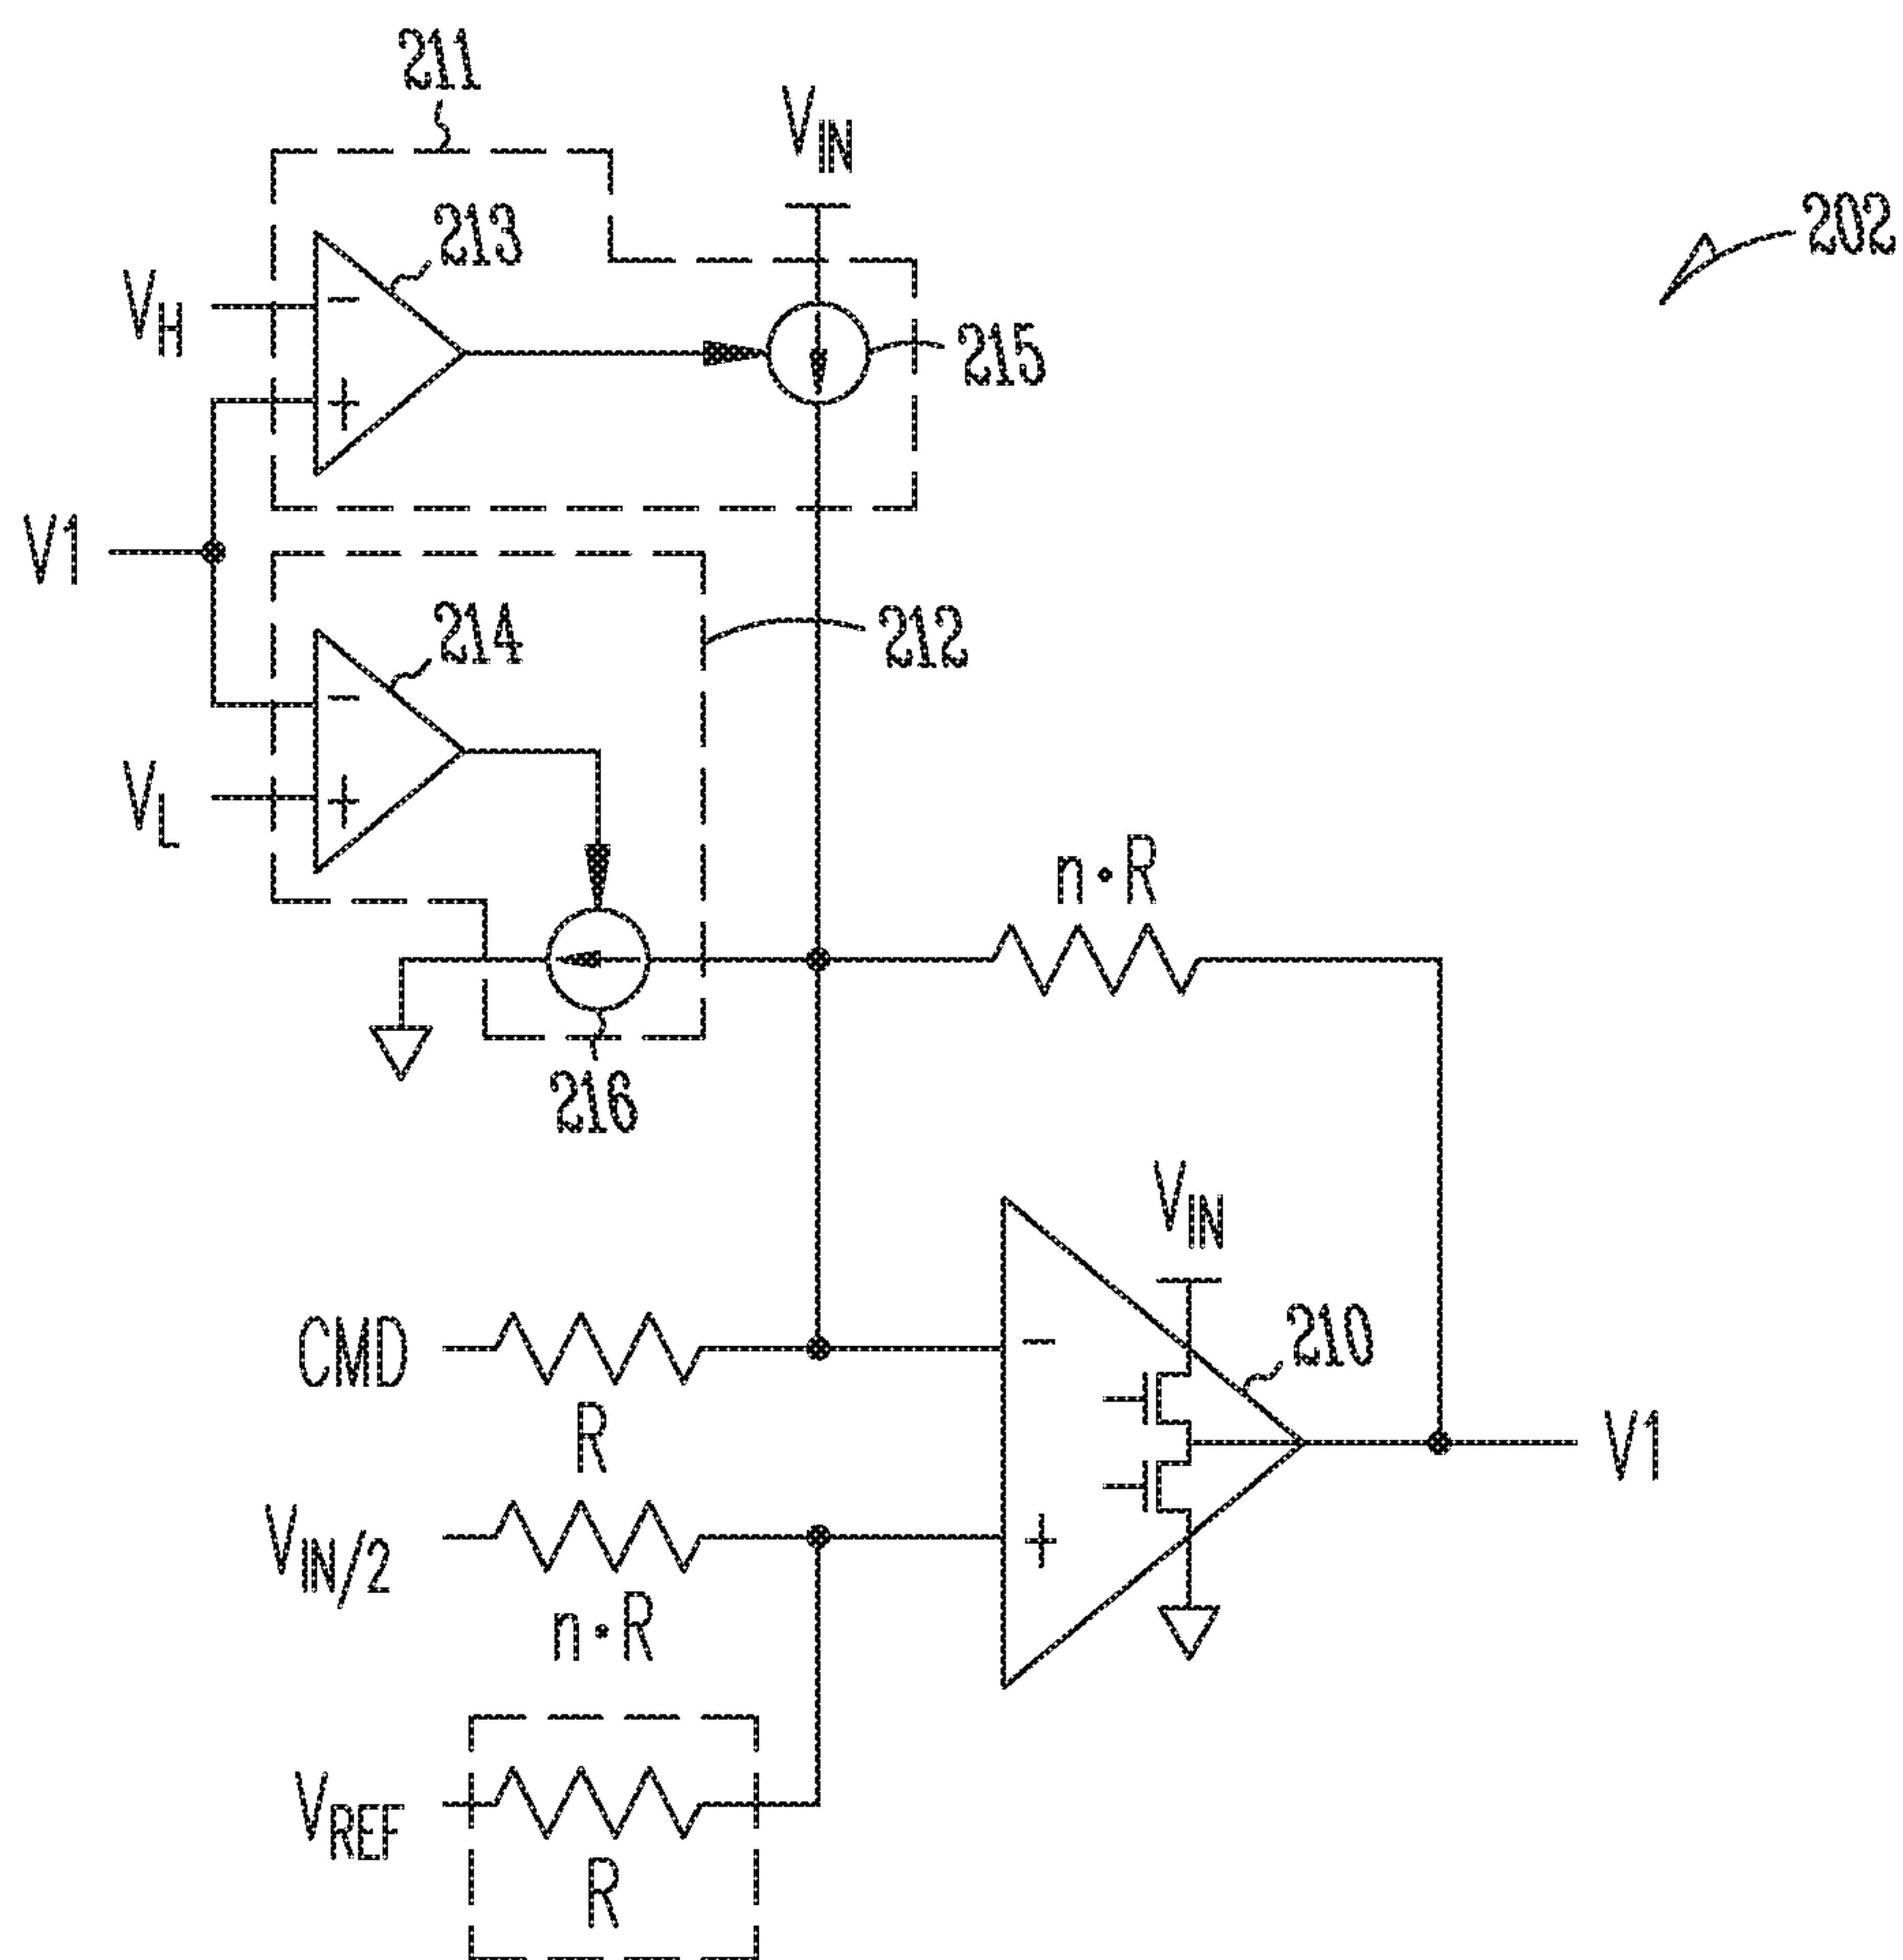 211
V_IN
202
213
V_H
−
215
+
V1
214
212
−
V_L
+
n•R
216
V_IN
CMD
−
210
R
V1
V_IN/2
+
n•R
V_REF
R